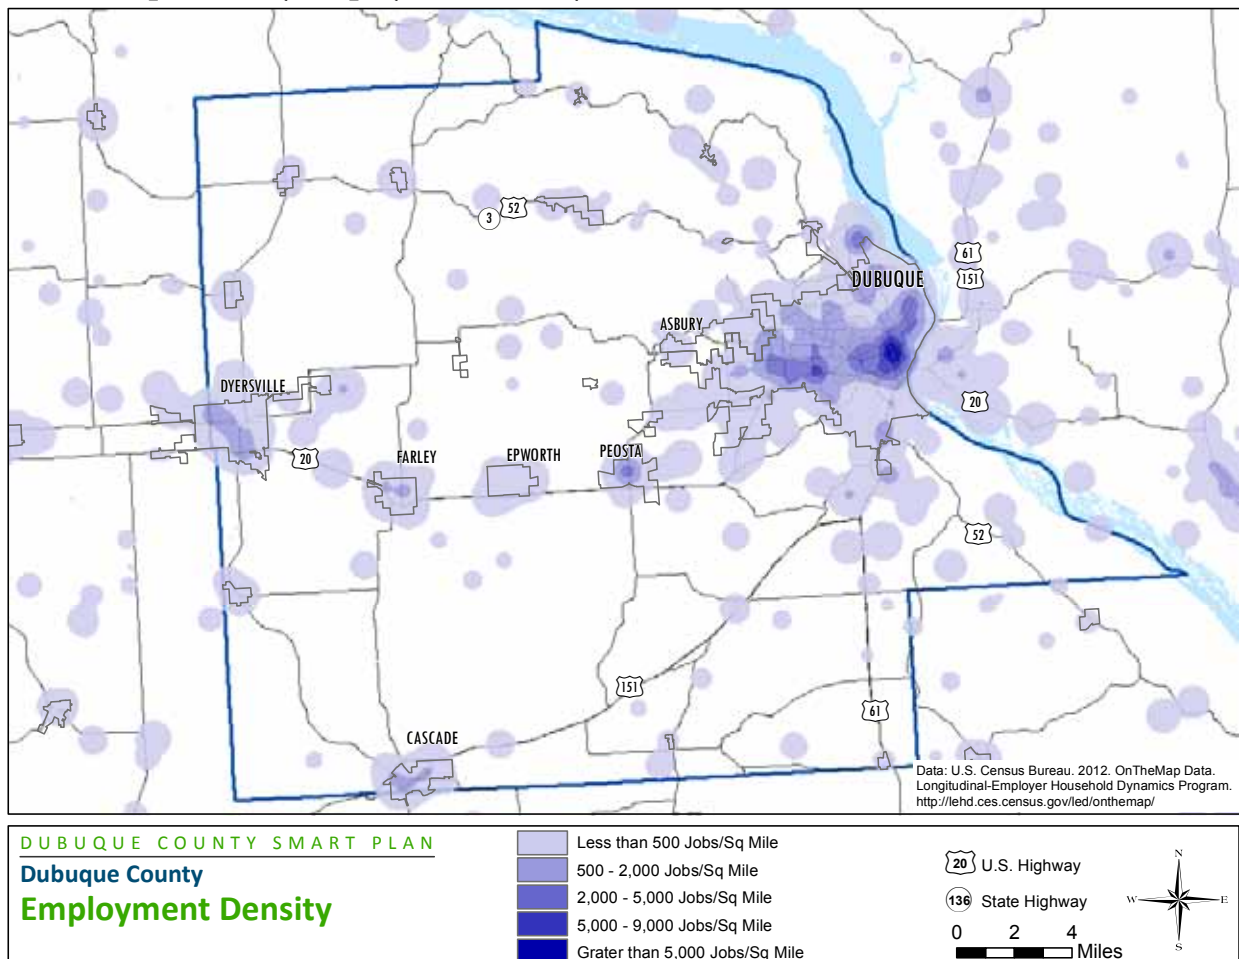 3
52
61
151
DUBUQUE
ASBURY
DYERSVILLE
20
20
FARLEY
EPWORTH
PEOSTA
52
151
61
CASCADE
Data: U.S. Census Bureau. 2012. OnTheMap Data.
Longitudinal-Employer Household Dynamics Program.
http://lehd.ces.census.gov/led/onthemap/
DUBUQUE COUNTY SMART PLAN
Dubuque County
Employment Density
Less than 500 Jobs/Sq Mile
500 - 2,000 Jobs/Sq Mile
2,000 - 5,000 Jobs/Sq Mile
5,000 - 9,000 Jobs/Sq Mile
Grater than 5,000 Jobs/Sq Mile
20 U.S. Highway
136 State Highway
0 2 4
Miles
N
W E
S